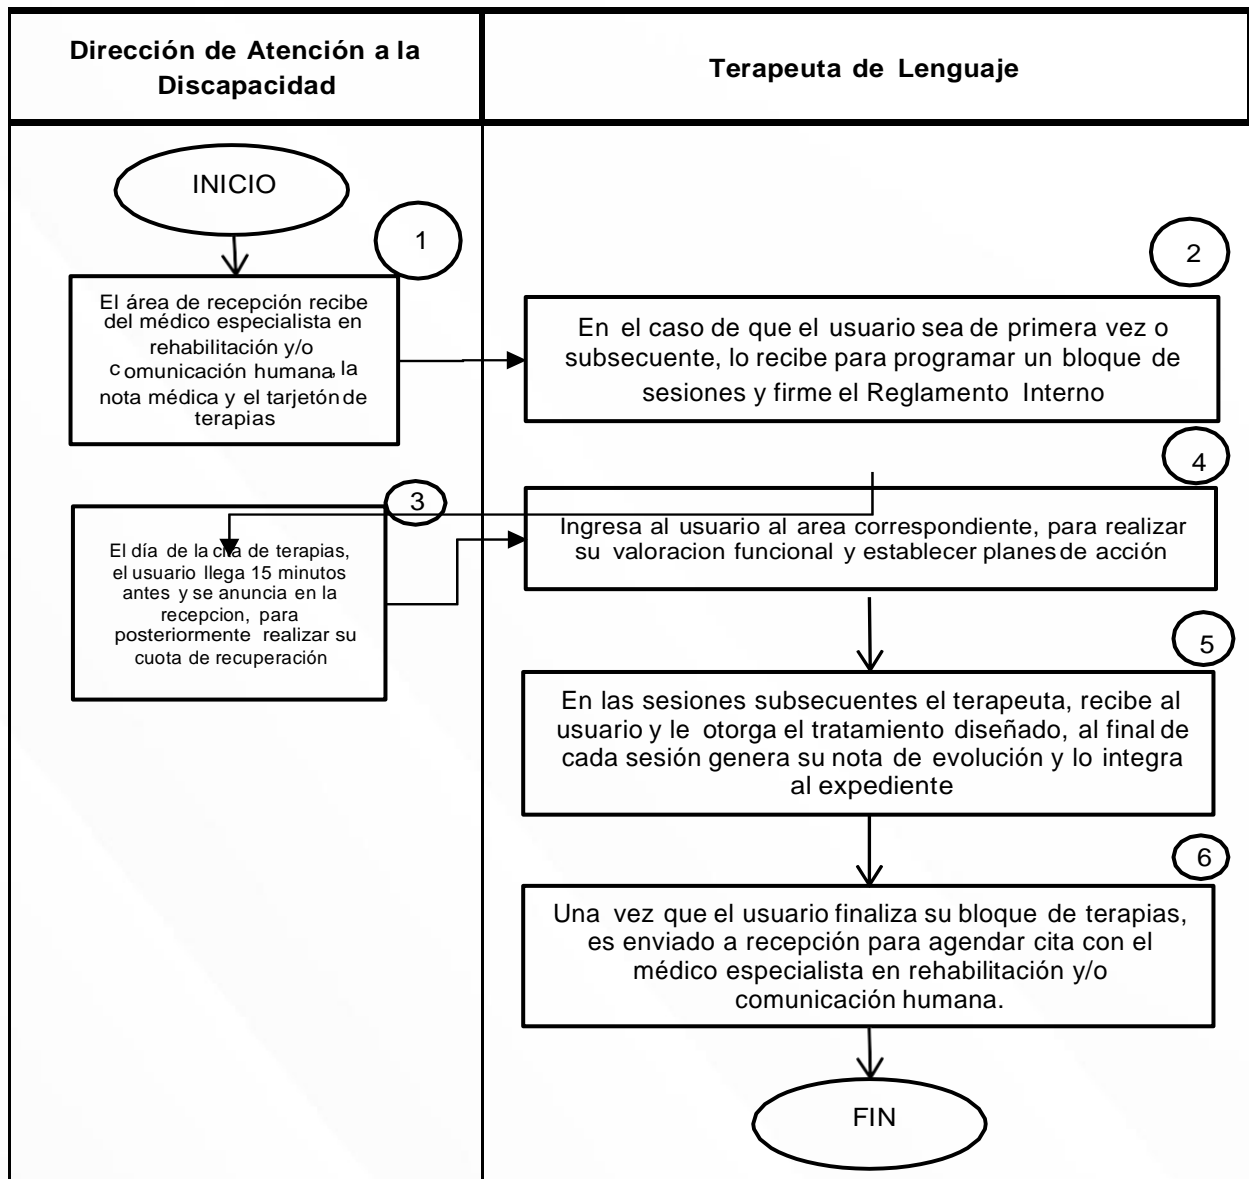 Dirección de Atención a la
Discapacidad
Terapeuta de Lenguaje
INICIO
1
El área de recepción recibe
del médico especialista en
rehabilitación y/o
comunicación humana, la
nota médica y el tarjetón de
terapias
2
En el caso de que el usuario sea de primera vez o
subsecuente, lo recibe para programar un bloque de
sesiones y firme el Reglamento Interno
3
El día de la cita de terapias,
el usuario llega 15 minutos
antes y se anuncia en la
recepcion, para
posteriormente realizar su
cuota de recuperación
4
Ingresa al usuario al area correspondiente, para realizar
su valoracion funcional y establecer planes de acción
5
En las sesiones subsecuentes el terapeuta, recibe al
usuario y le otorga el tratamiento diseñado, al final de
cada sesión genera su nota de evolución y lo integra
al expediente
6
Una vez que el usuario finaliza su bloque de terapias,
es enviado a recepción para agendar cita con el
médico especialista en rehabilitación y/o
comunicación humana.
FIN